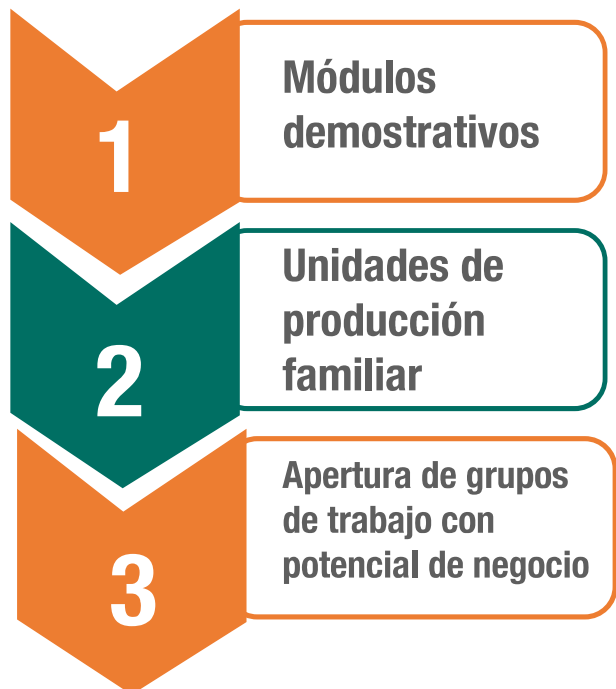 1
Módulos
demostrativos
2
Unidades de
producción
familiar
3
Apertura de grupos
de trabajo con
potencial de negocio